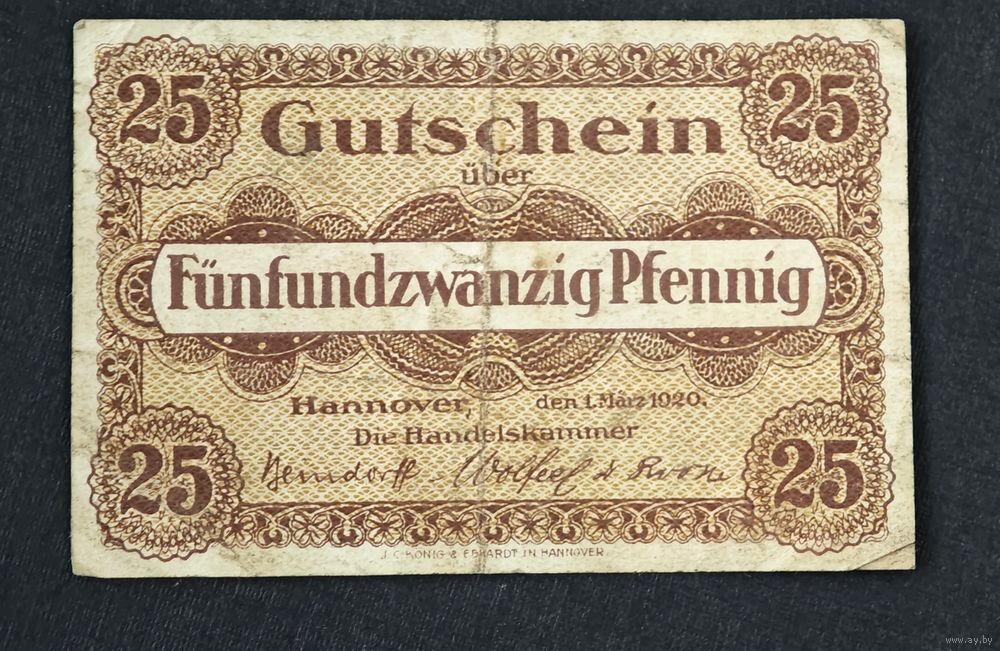 25 25
Gutschein
über
Fünfundzwanzig Pfennig
Hannover, den 1. März 1920.
Die Handelskammer
25 25
J. C. KÖNIG & EBHARDT IN HANNOVER
www.ay.by